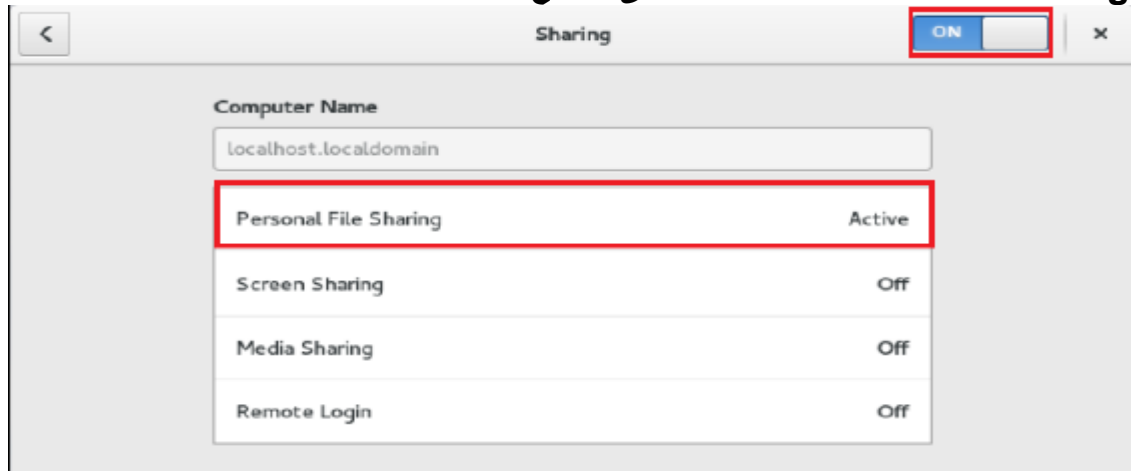 Sharing
ON
Computer Name
localhost.localdomain
Personal File Sharing Active
Screen Sharing Off
Media Sharing Off
Remote Login Off